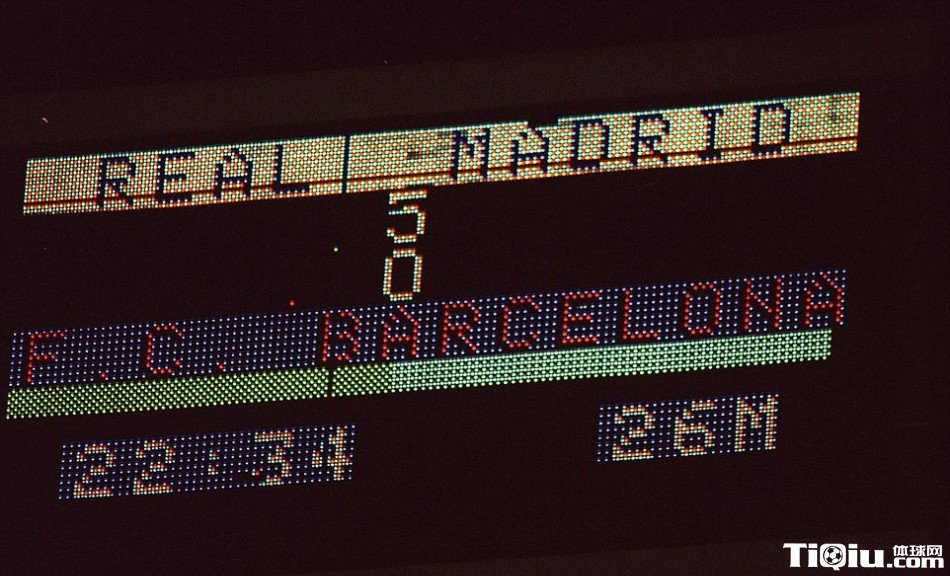 REAL MADRID
5
0
F.C. BARCELONA
22:34 26M
TiQiu.体球网.com